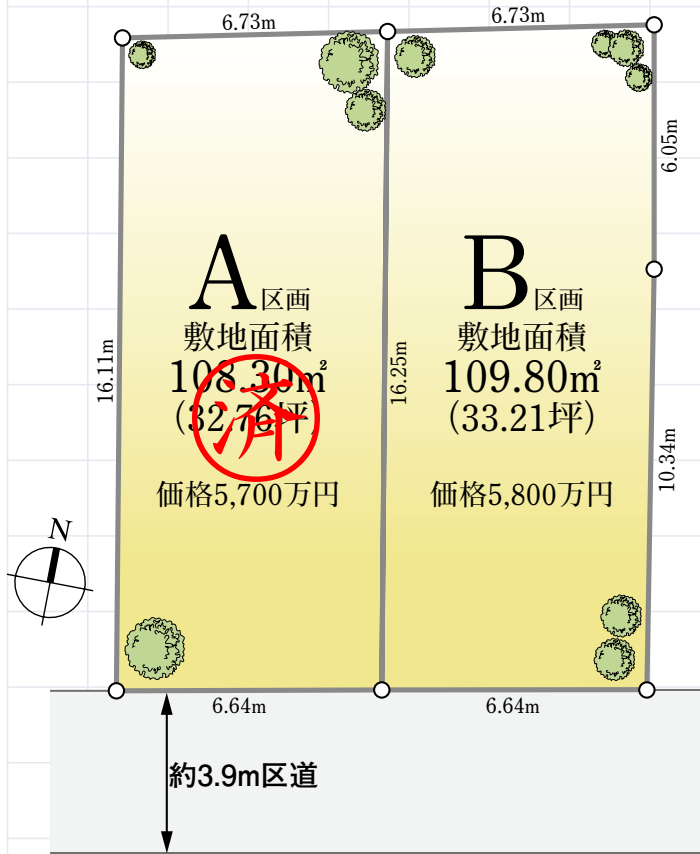 6.73m
6.73m
6.05m
A区画
敷地面積
108.30㎡
(32.76坪)
済
価格5,700万円
16.11m
16.25m
B区画
敷地面積
109.80㎡
(33.21坪)
価格5,800万円
10.34m
N
6.64m
6.64m
約3.9m区道